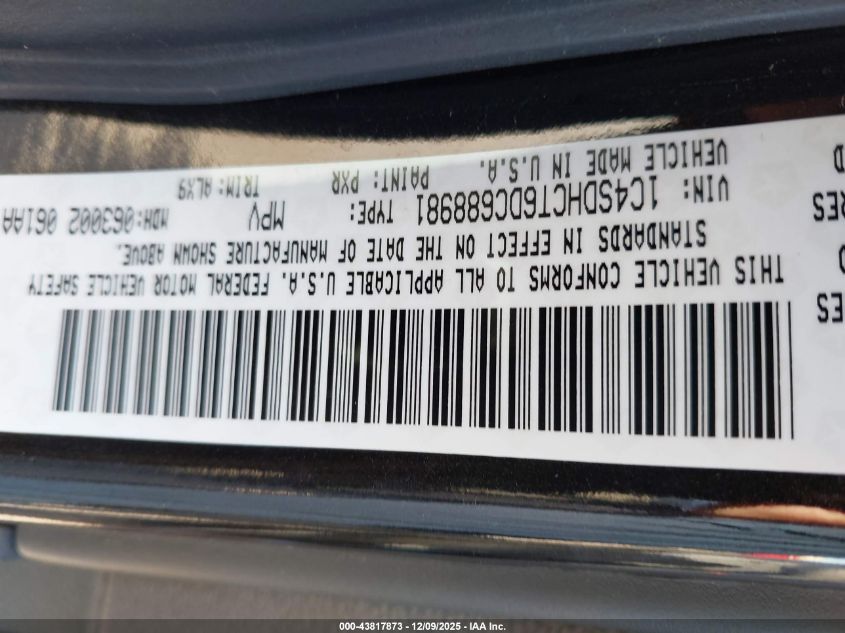 THIS VEHICLE CONFORMS TO ALL APPLICABLE U.S.A. FEDERAL MOTOR VEHICLE SAFETY
STANDARDS IN EFFECT ON THE DATE OF MANUFACTURE SHOWN ABOVE.
VIN: 1C4SDHCT6DC688981 TYPE: MPV MDH:063002 061AA
VEHICLE MADE IN U.S.A. PAINT: PXR TRIM:ALX9
000-43817873 - 12/09/2025 - IAA Inc.